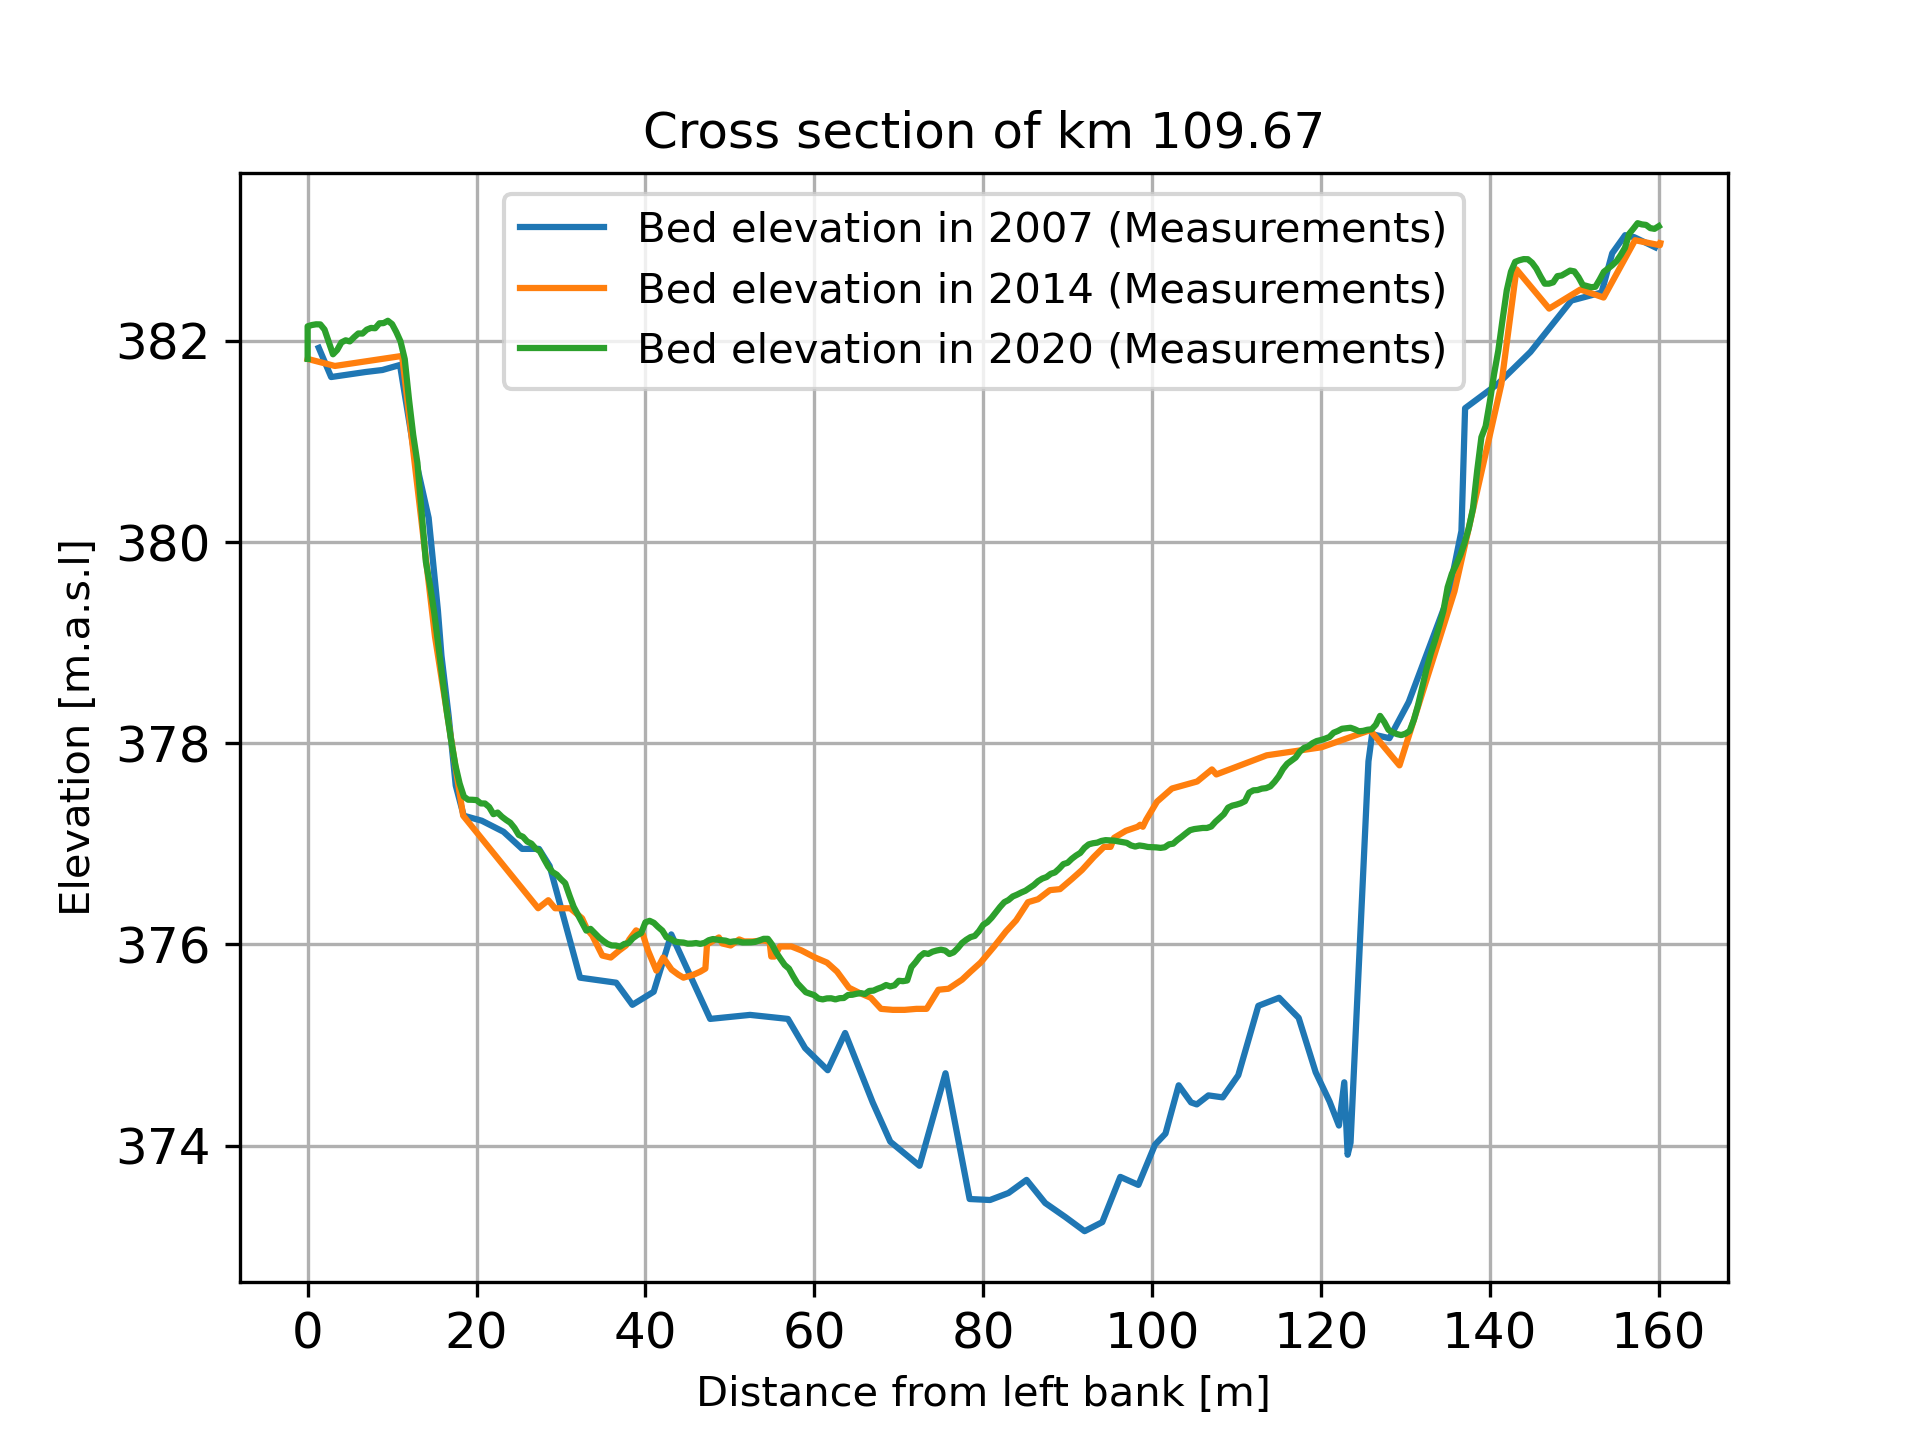 Cross section of km 109.67
Bed elevation in 2007 (Measurements)
Bed elevation in 2014 (Measurements)
Bed elevation in 2020 (Measurements)
Elevation [m.a.s.l]
382
380
378
376
374
0 20 40 60 80 100 120 140 160
Distance from left bank [m]